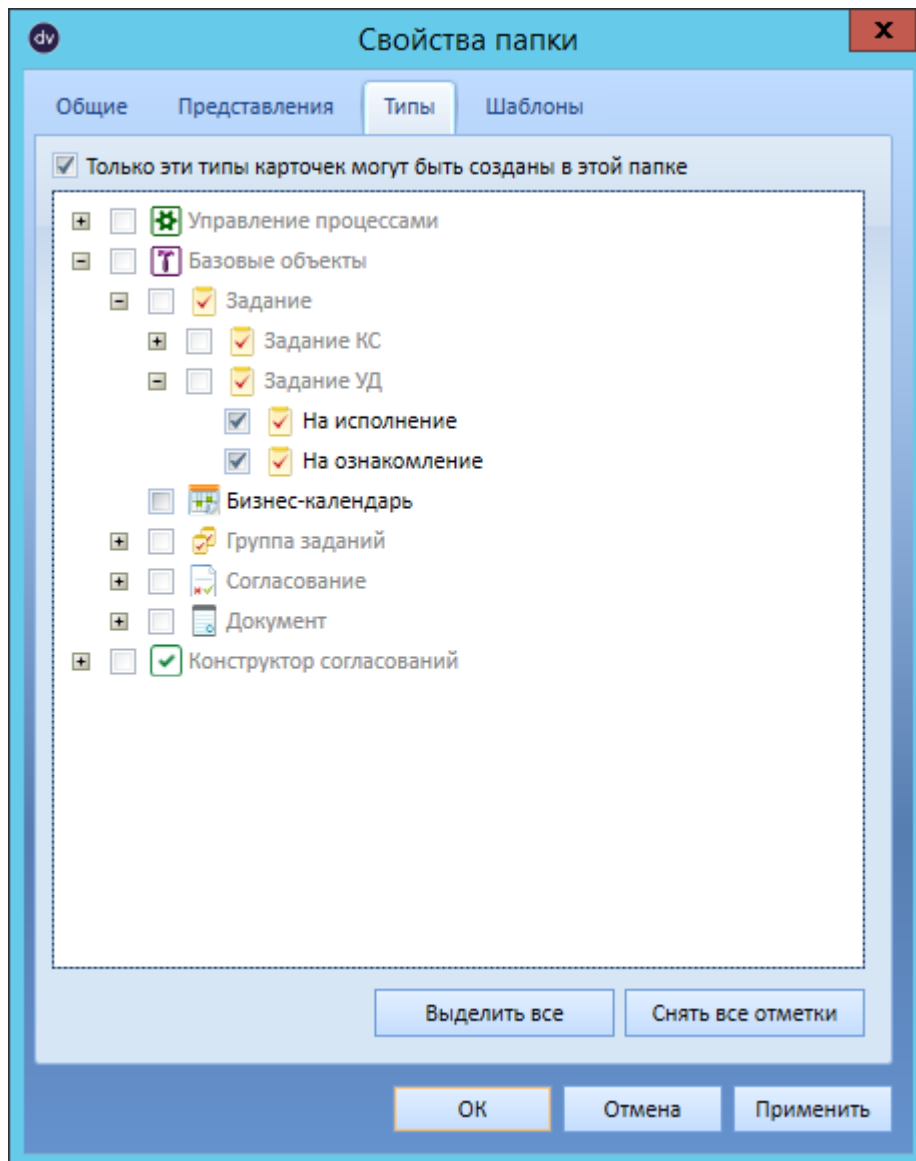 dv
Свойства папки
x
Общие Представления Типы Шаблоны
Только эти типы карточек могут быть созданы в этой папке
Управление процессами
Базовые объекты
Задание
Задание КС
Задание УД
На исполнение
На ознакомление
Бизнес-календарь
Группа заданий
Согласование
Документ
Конструктор согласований
Выделить все Снять все отметки
ОК Отмена Применить